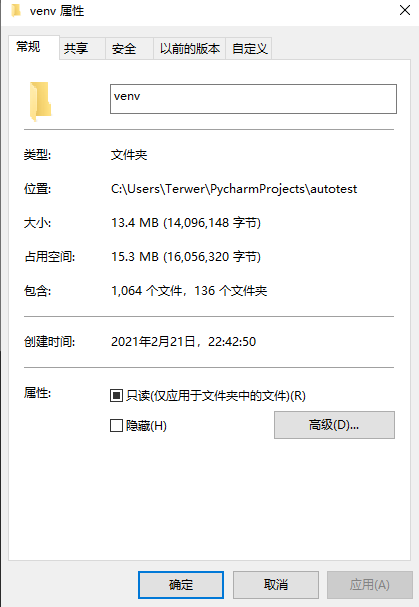 venv 属性
常规 共享 安全 以前的版本 自定义
venv
类型: 文件夹
位置: C:\Users\Terwer\PycharmProjects\autotest
大小: 13.4 MB (14,096,148 字节)
占用空间: 15.3 MB (16,056,320 字节)
包含: 1,064 个文件，136 个文件夹
创建时间: 2021年2月21日，22:42:50
属性: 只读(仅应用于文件夹中的文件)(R)
隐藏(H) 高级(D)...
确定 取消 应用(A)